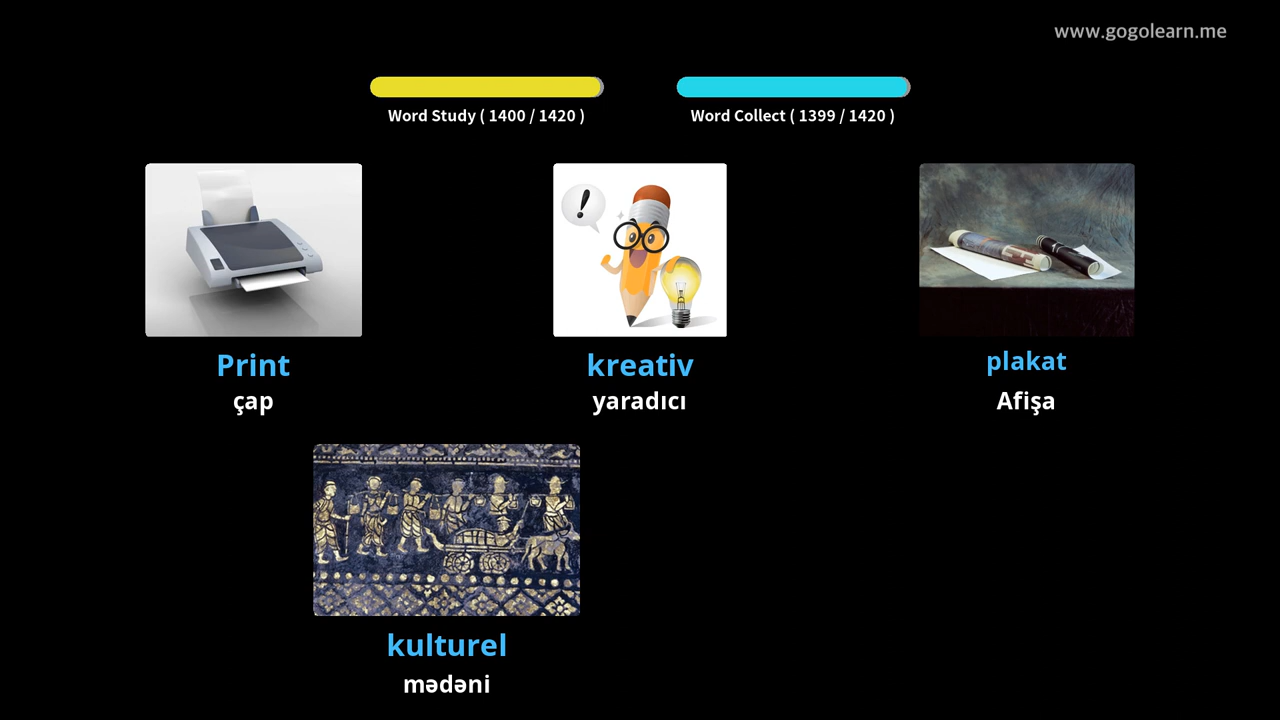 www.gogolearn.me
Word Study ( 1400 / 1420 )
Word Collect ( 1399 / 1420 )
Print
çap
kreativ
yaradıcı
plakat
Afişa
kulturel
mədəni